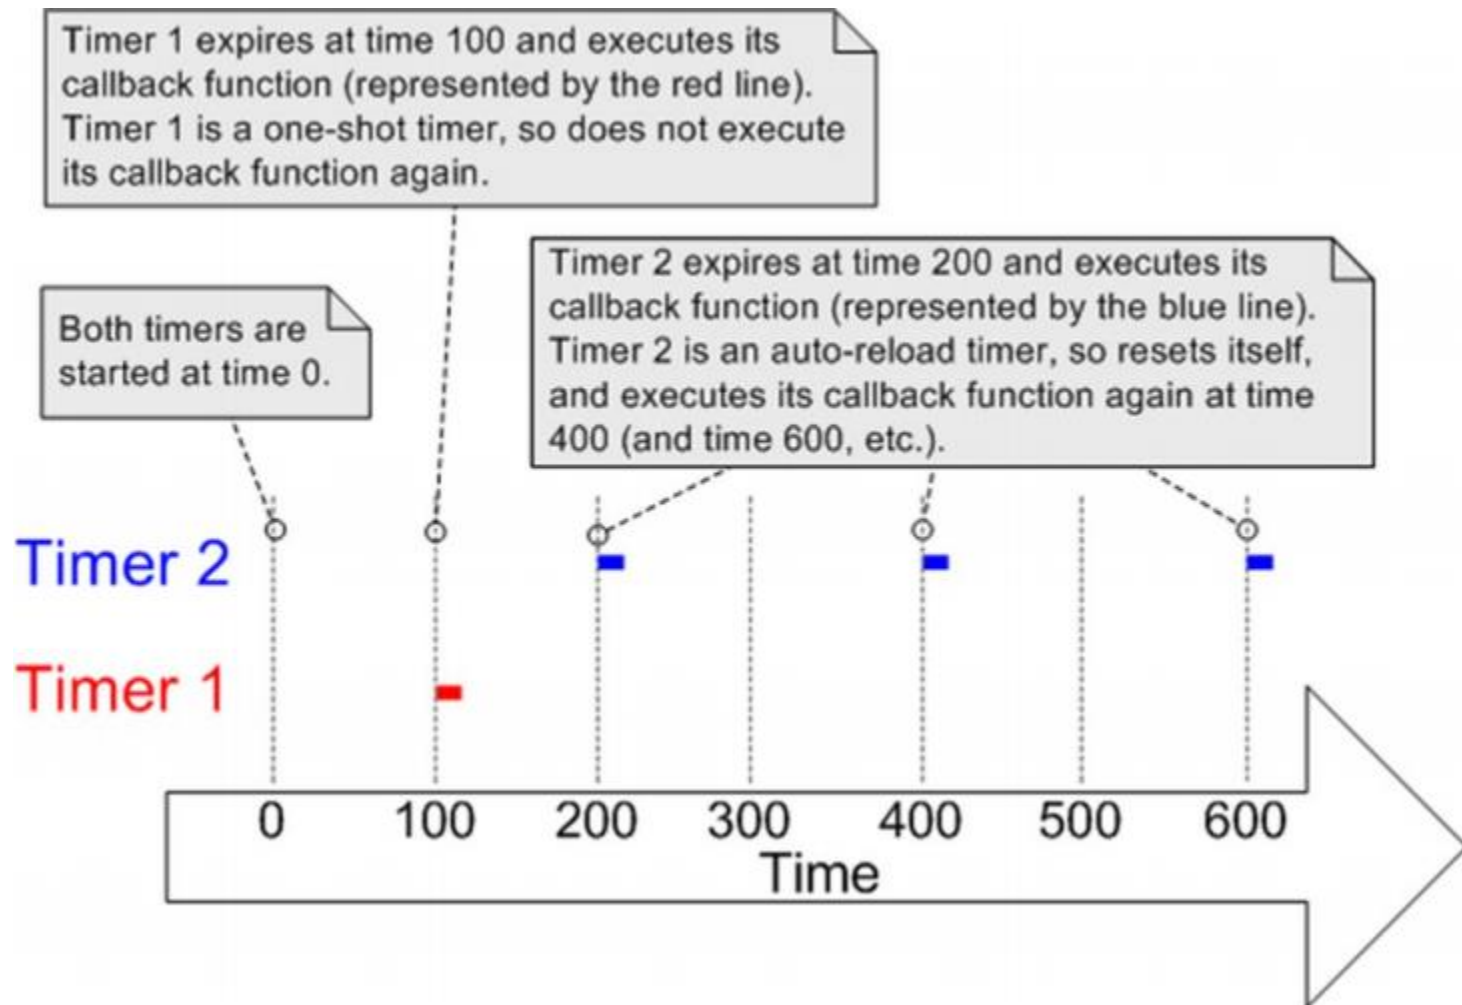 Timer 1 expires at time 100 and executes its
callback function (represented by the red line).
Timer 1 is a one-shot timer, so does not execute
its callback function again.
Both timers are
started at time 0.
Timer 2 expires at time 200 and executes its
callback function (represented by the blue line).
Timer 2 is an auto-reload timer, so resets itself,
and executes its callback function again at time
400 (and time 600, etc.).
Timer 2
Timer 1
0 100 200 300 400 500 600
Time